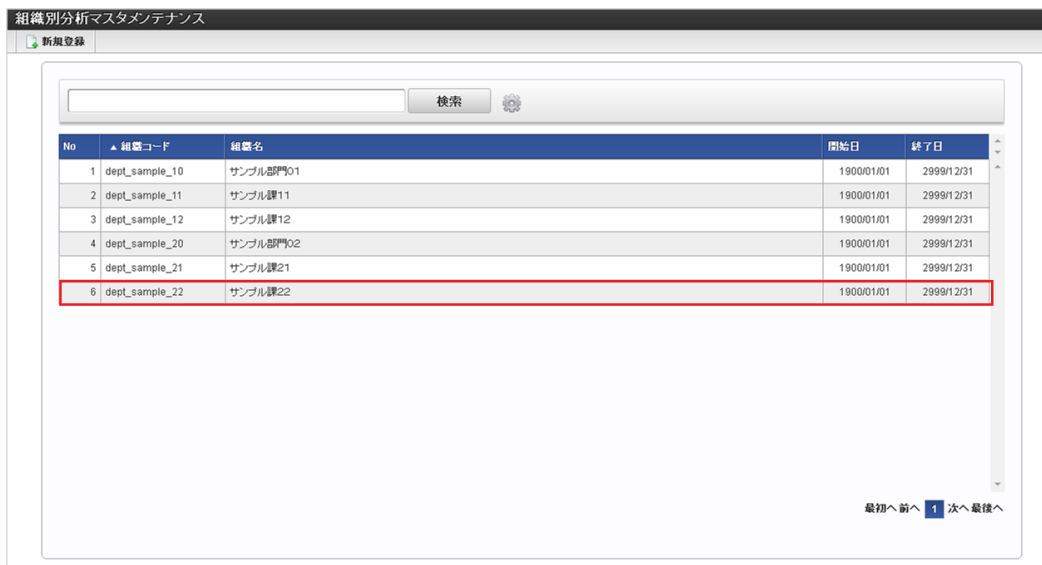 組織別分析マスタメンテナンス
新規登録
検索
No ▲ 組織コード 組織名 開始日 終了日
1 dept_sample_10 サンプル部門01 1900/01/01 2999/12/31
2 dept_sample_11 サンプル課11 1900/01/01 2999/12/31
3 dept_sample_12 サンプル課12 1900/01/01 2999/12/31
4 dept_sample_20 サンプル部門02 1900/01/01 2999/12/31
5 dept_sample_21 サンプル課21 1900/01/01 2999/12/31
6 dept_sample_22 サンプル課22 1900/01/01 2999/12/31
最初へ 前へ 1 次へ 最後へ